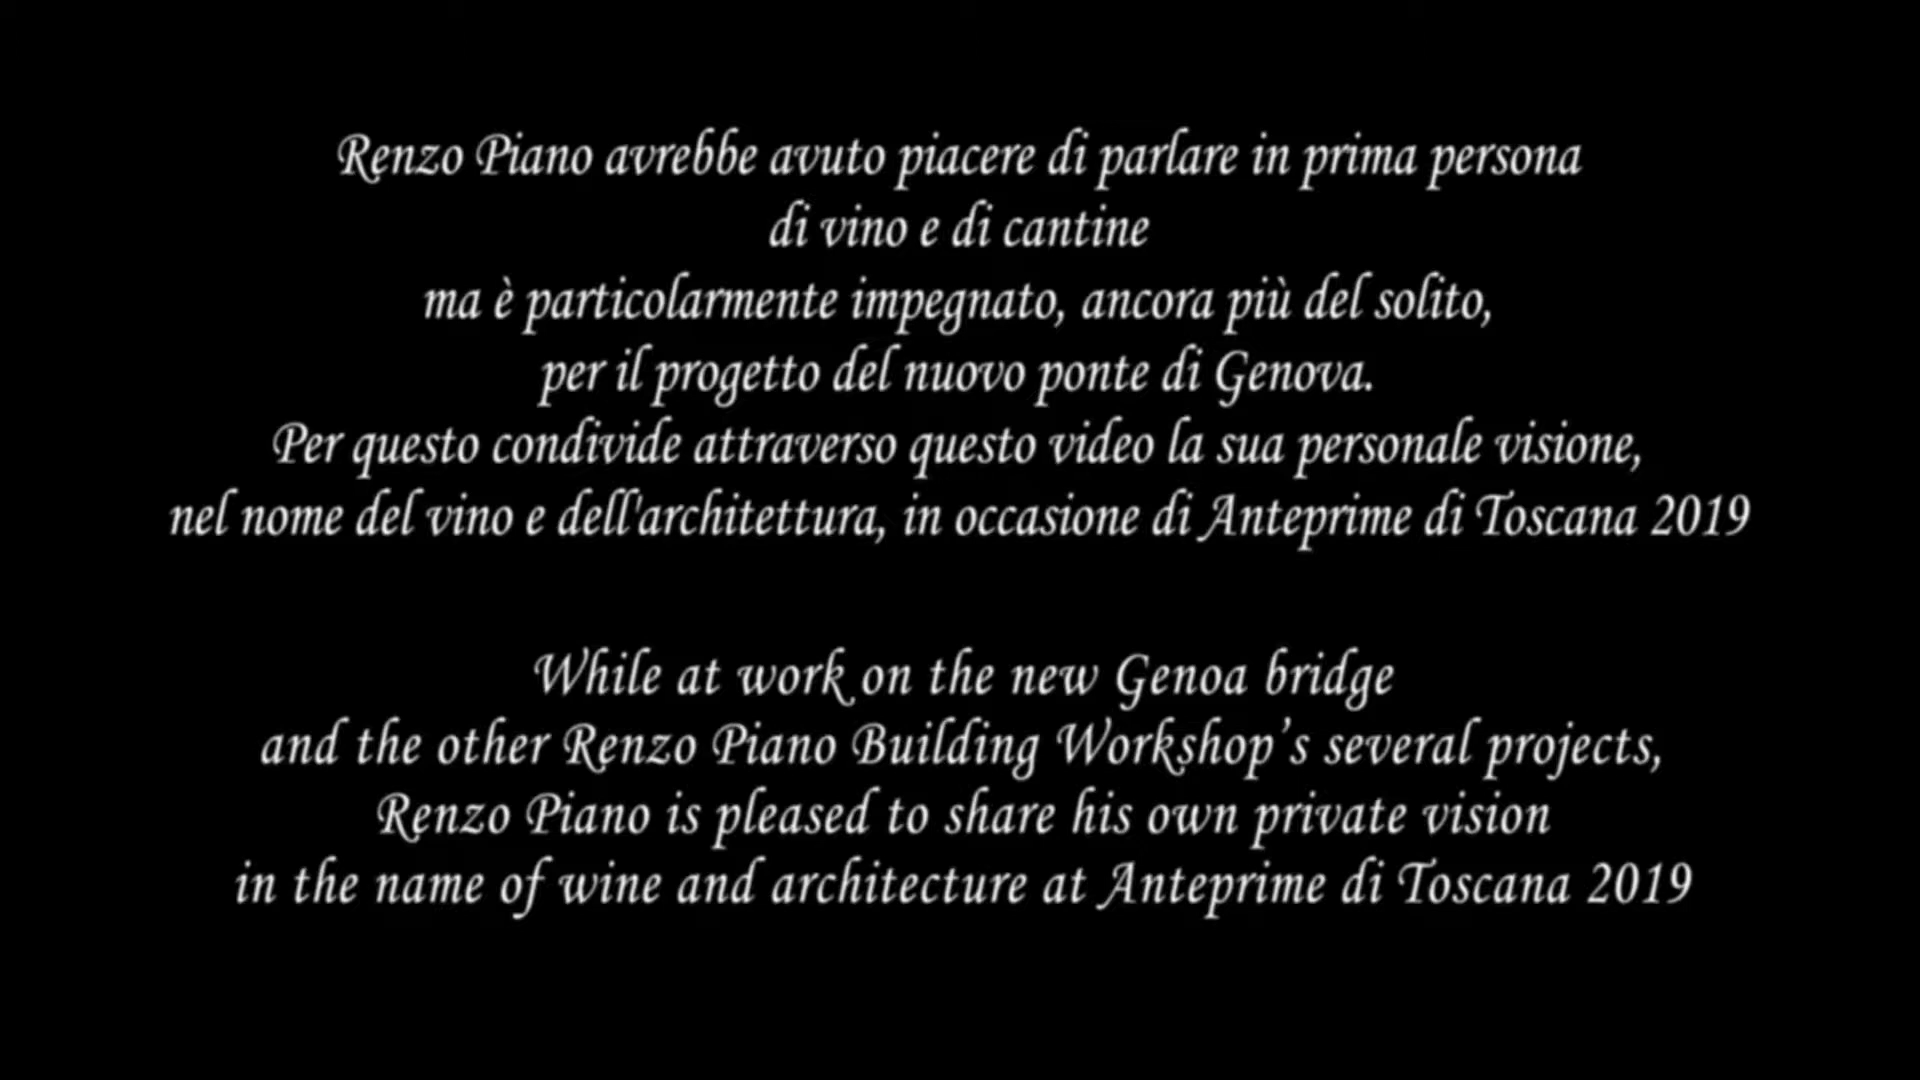 Renzo Piano avrebbe avuto piacere di parlare in prima persona
di vino e di cantine
ma è particolarmente impegnato, ancora più del solito,
per il progetto del nuovo ponte di Genova.
Per questo condivide attraverso questo video la sua personale visione,
nel nome del vino e dell'architettura, in occasione di Anteprime di Toscana 2019
While at work on the new Genoa bridge
and the other Renzo Piano Building Workshop’s several projects,
Renzo Piano is pleased to share his own private vision
in the name of wine and architecture at Anteprime di Toscana 2019